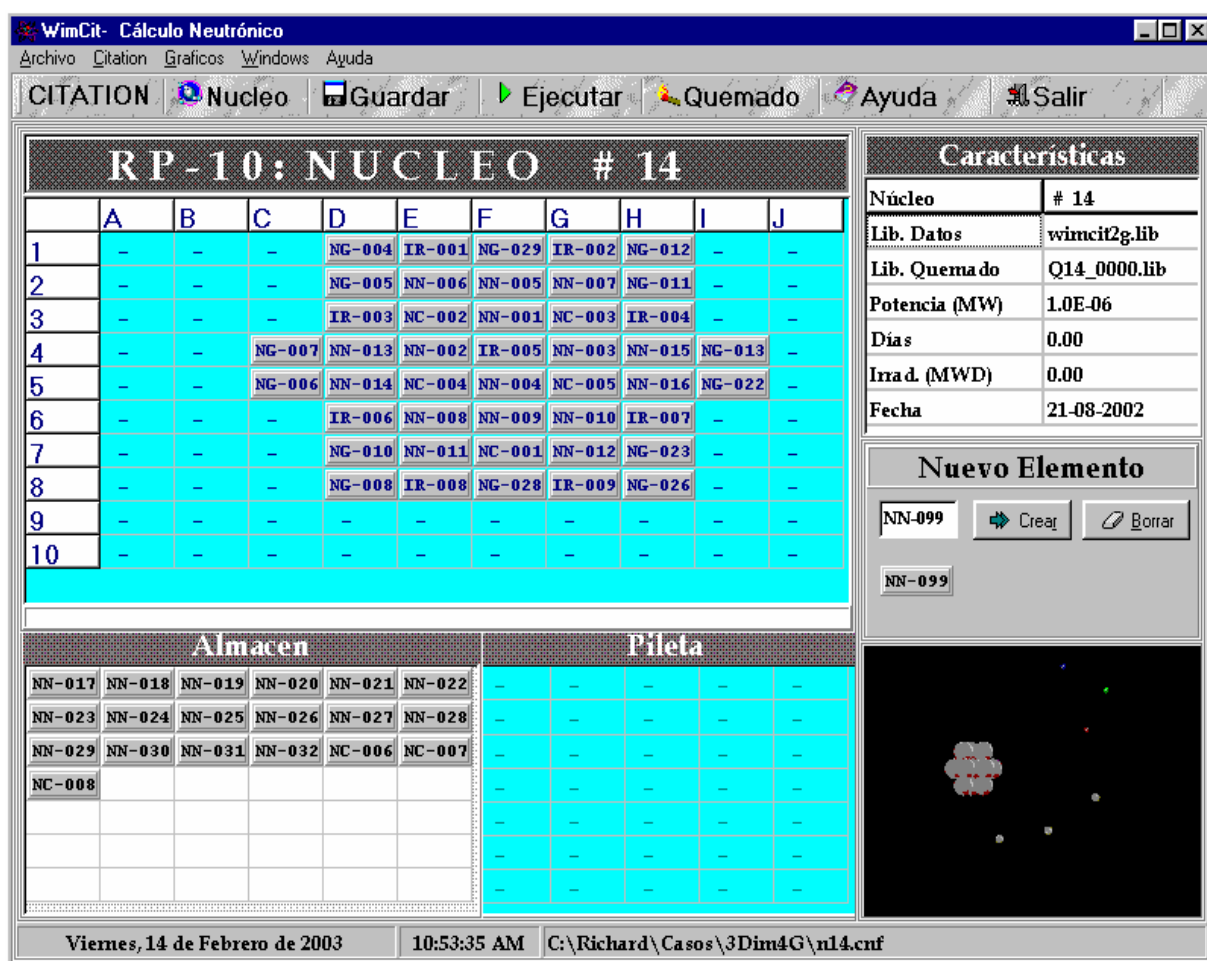 WimCit- Cálculo Neutrónico
Archivo Citation Graficos Windows Ayuda
CITATION Nucleo Guardar Ejecutar Quemado Ayuda Salir
RP-10: NUCLEO # 14
A B C D E F G H I J
1 - - - NG-004 IR-001 NG-029 IR-002 NG-012 - -
2 - - - NG-005 NN-006 NN-005 NN-007 NG-011 - -
3 - - - IR-003 NC-002 NN-001 NC-003 IR-004 - -
4 - - NG-007 NN-013 NN-002 IR-005 NN-003 NN-015 NG-013 -
5 - - NG-006 NN-014 NC-004 NN-004 NC-005 NN-016 NG-022 -
6 - - - IR-006 NN-008 NN-009 NN-010 IR-007 - -
7 - - - NG-010 NN-011 NC-001 NN-012 NG-023 - -
8 - - - NG-008 IR-008 NG-028 IR-009 NG-026 - -
9 - - - - - - - - - -
10 - - - - - - - - - -
Características
Núcleo # 14
Lib. Datos wimcit2g.lib
Lib. Quemado Q14_0000.lib
Potencia (MW) 1.0E-06
Días 0.00
Irrad. (MWD) 0.00
Fecha 21-08-2002
Nuevo Elemento
NN-099 Crear Borrar
NN-099
Almacen
NN-017 NN-018 NN-019 NN-020 NN-021 NN-022
NN-023 NN-024 NN-025 NN-026 NN-027 NN-028
NN-029 NN-030 NN-031 NN-032 NC-006 NC-007
NC-008
Pileta
- - - - -
- - - - -
- - - - -
- - - - -
- - - - -
- - - - -
- - - - -
Viernes, 14 de Febrero de 2003 10:53:35 AM C:\Richard\Casos\3Dim4G\n14.cnf